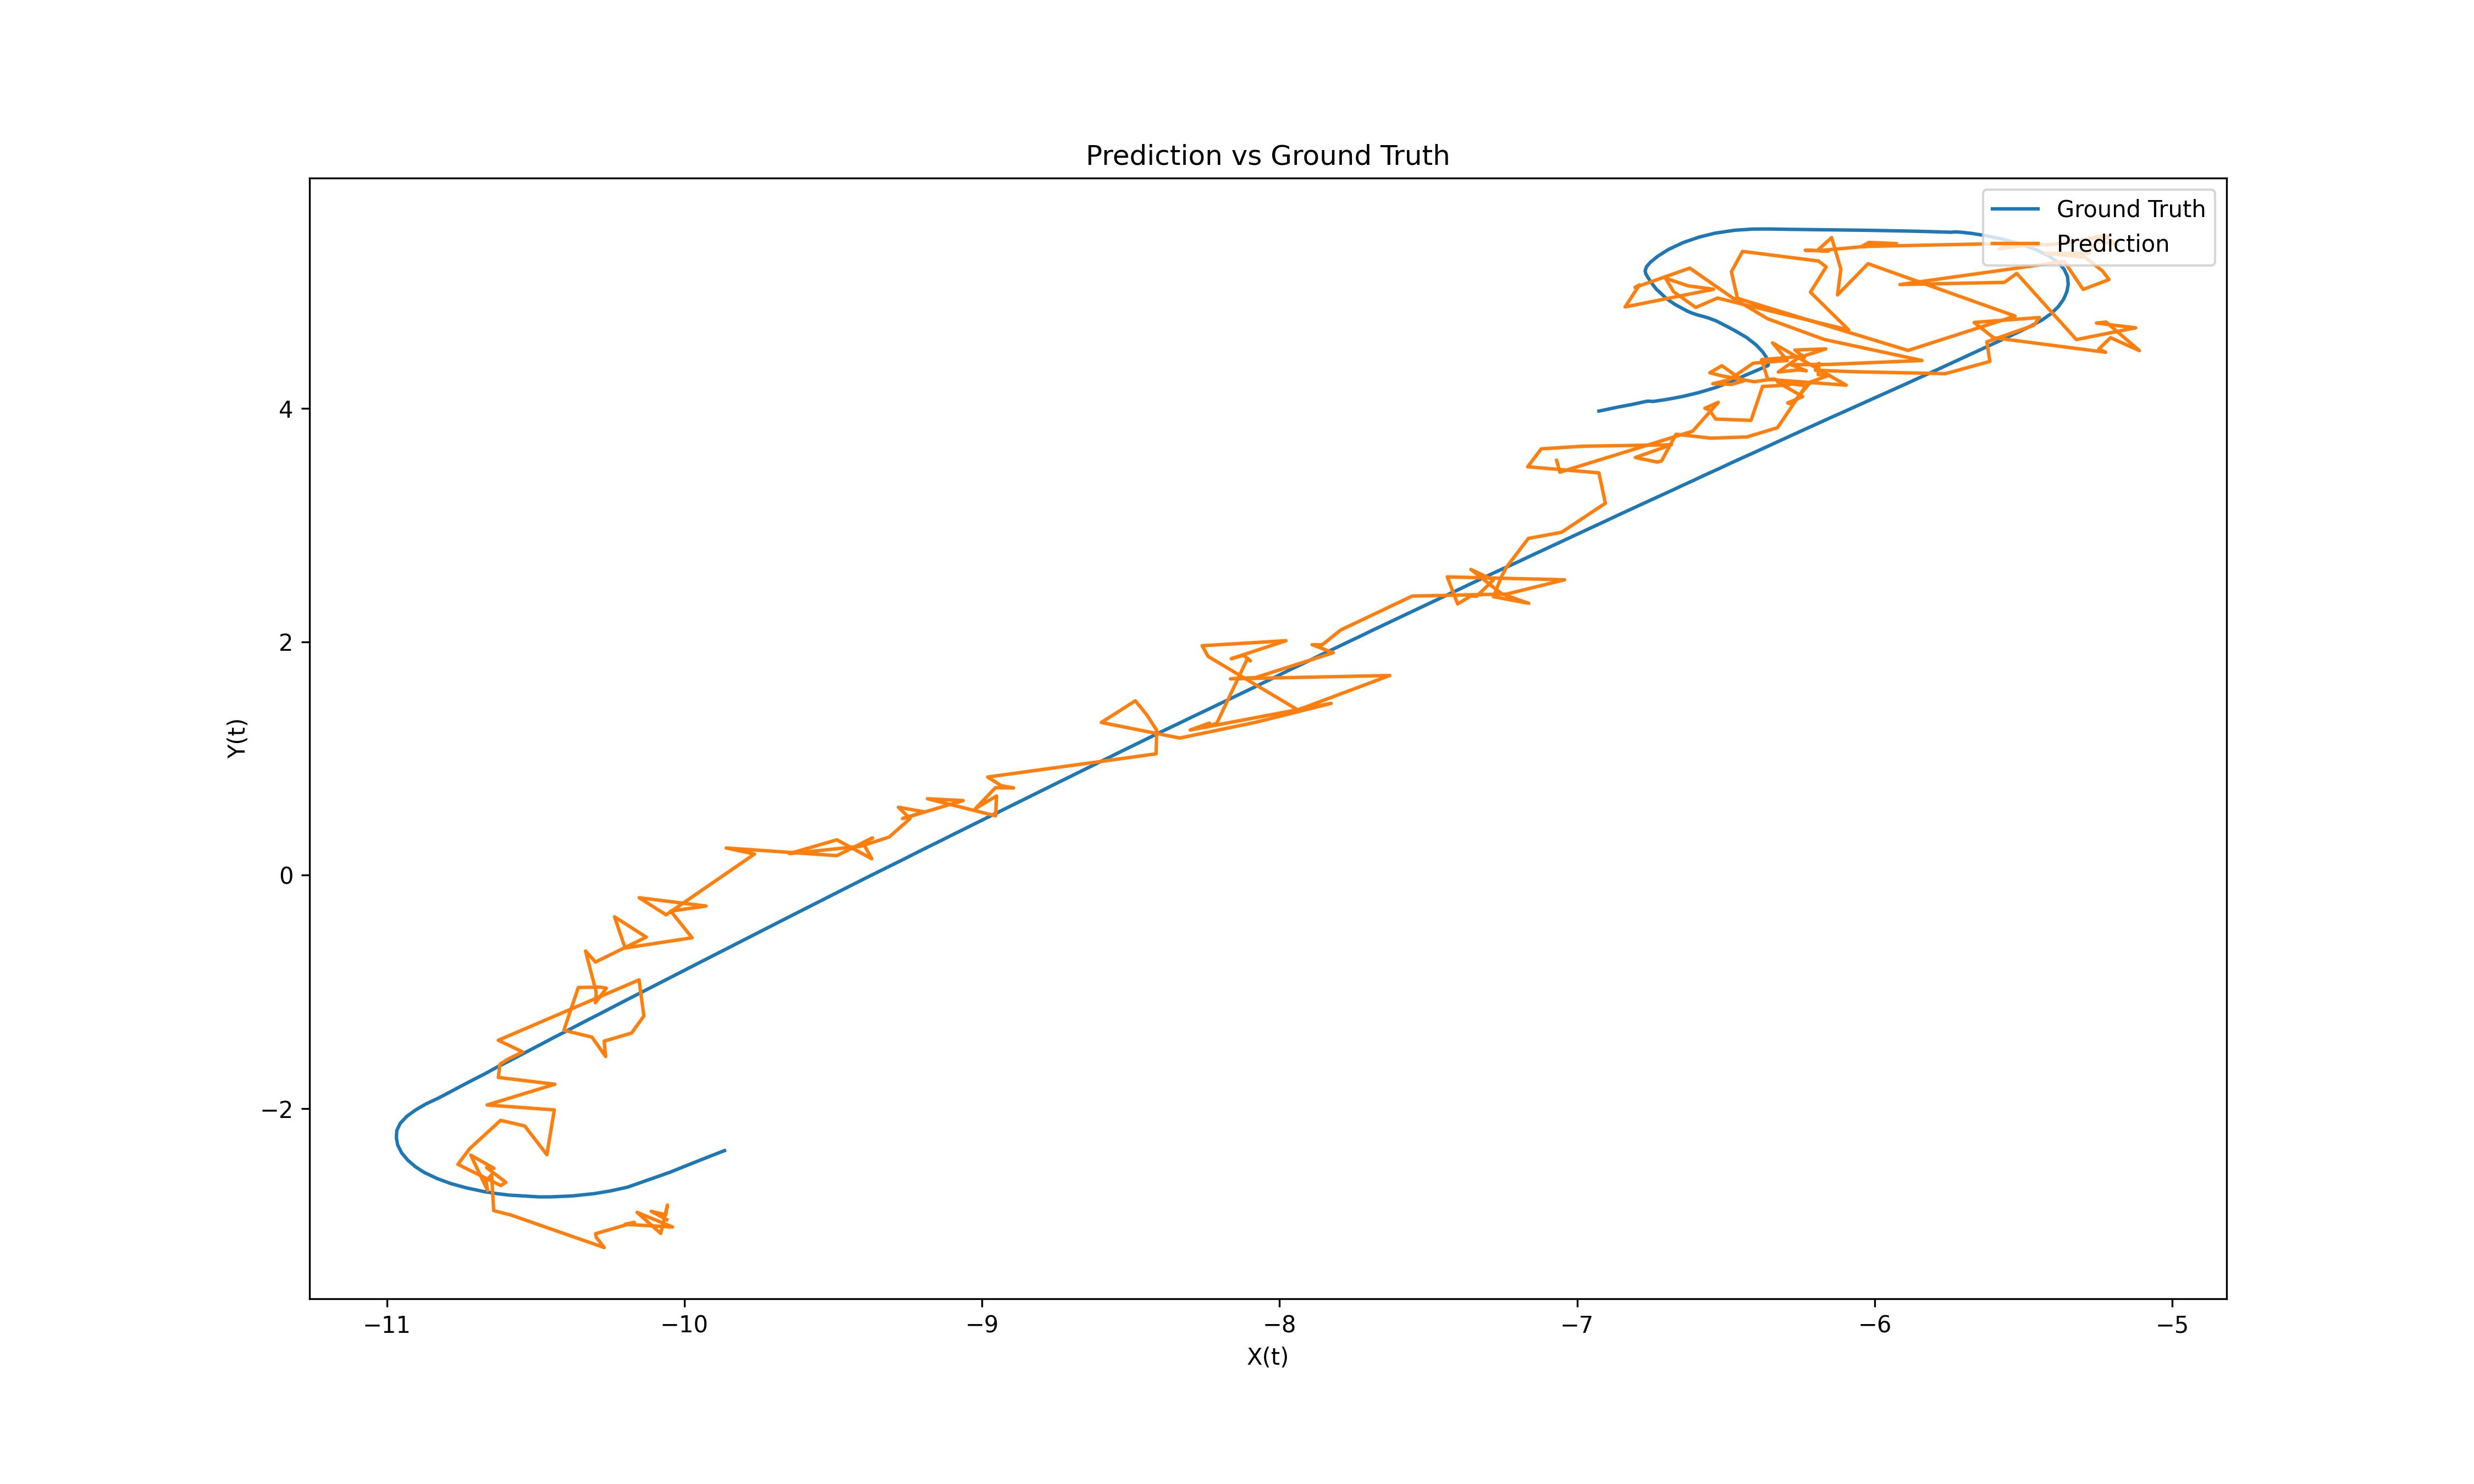 Prediction vs Ground Truth
Ground Truth
Prediction
4
2
0
−2
Y(t)
−11
−10
−9
−8
−7
−6
−5
X(t)